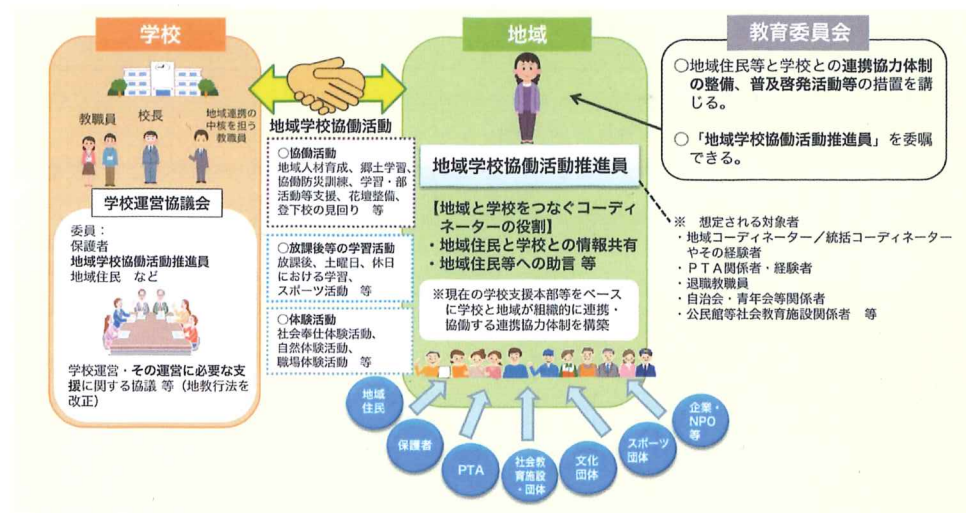 学校
教職員
校長
地域連携の
中核を担う
教職員
学校運営協議会
委員：
保護者
地域学校協働活動推進員
地域住民　など
学校運営・その運営に必要な支
援に関する協議 等（地教行法を
改正）
地域学校協働活動
○協働活動
地域人材育成、郷土学習、
協働防災訓練、学習・部
活動等支援、花壇整備、
登下校の見回り　等
○放課後等の学習活動
放課後、土曜日、休日
における学習、
スポーツ活動　等
○体験活動
社会奉仕体験活動、
自然体験活動、
職場体験活動　等
地域
地域学校協働活動推進員
【地域と学校をつなぐコーディ
ネーターの役割】
・地域住民と学校との情報共有
・地域住民等への助言 等
※現在の学校支援本部等をベース
に学校と地域が組織的に連携・
協働する連携協力体制を構築
地域
住民
保護者
PTA
社会教
育施設
・団体
文化
団体
スポーツ
団体
企業・
NPO
等
教育委員会
○地域住民等と学校との連携協力体制
の整備、普及啓発活動等の措置を講
じる。
○「地域学校協働活動推進員」を委嘱
できる。
※　想定される対象者
・地域コーディネーター／統括コーディネーター
やその経験者
・ＰＴＡ関係者・経験者
・退職教職員
・自治会・青年会等関係者
・公民館等社会教育施設関係者　等